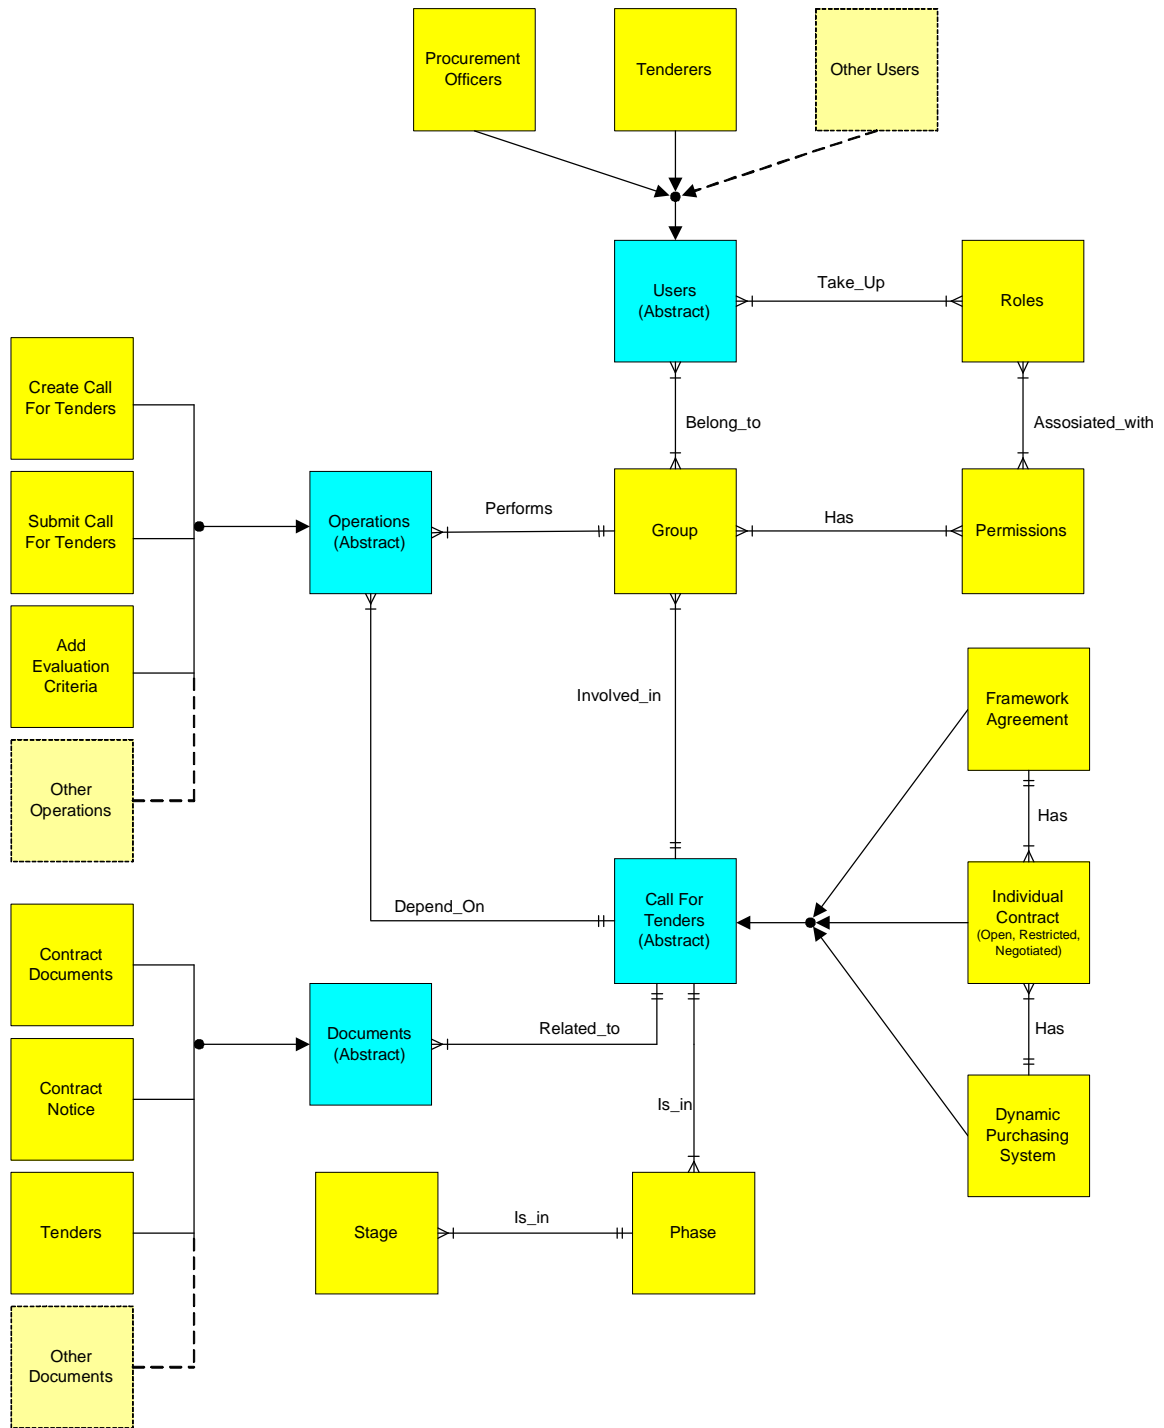 Procurement
Officers
Tenderers
Other Users
Users
(Abstract)
Take_Up
Roles
Create Call
For Tenders
Belong_to
Assosiated_with
Submit Call
For Tenders
Operations
(Abstract)
Performs
Group
Has
Permissions
Add
Evaluation
Criteria
Involved_in
Framework
Agreement
Other
Operations
Has
Depend_On
Call For
Tenders
(Abstract)
Individual
Contract
(Open, Restricted,
Negotiated)
Contract
Documents
Documents
(Abstract)
Related_to
Has
Contract
Notice
Is_in
Dynamic
Purchasing
System
Tenders
Stage
Is_in
Phase
Other
Documents